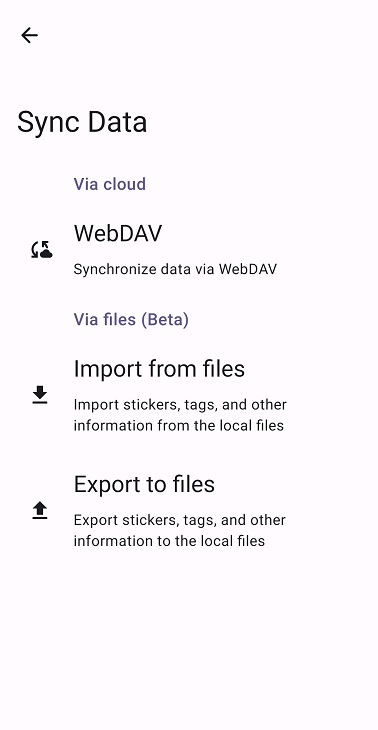 Sync Data
Via cloud
WebDAV
Synchronize data via WebDAV
Via files (Beta)
Import from files
Import stickers, tags, and other
information from the local files
Export to files
Export stickers, tags, and other
information to the local files